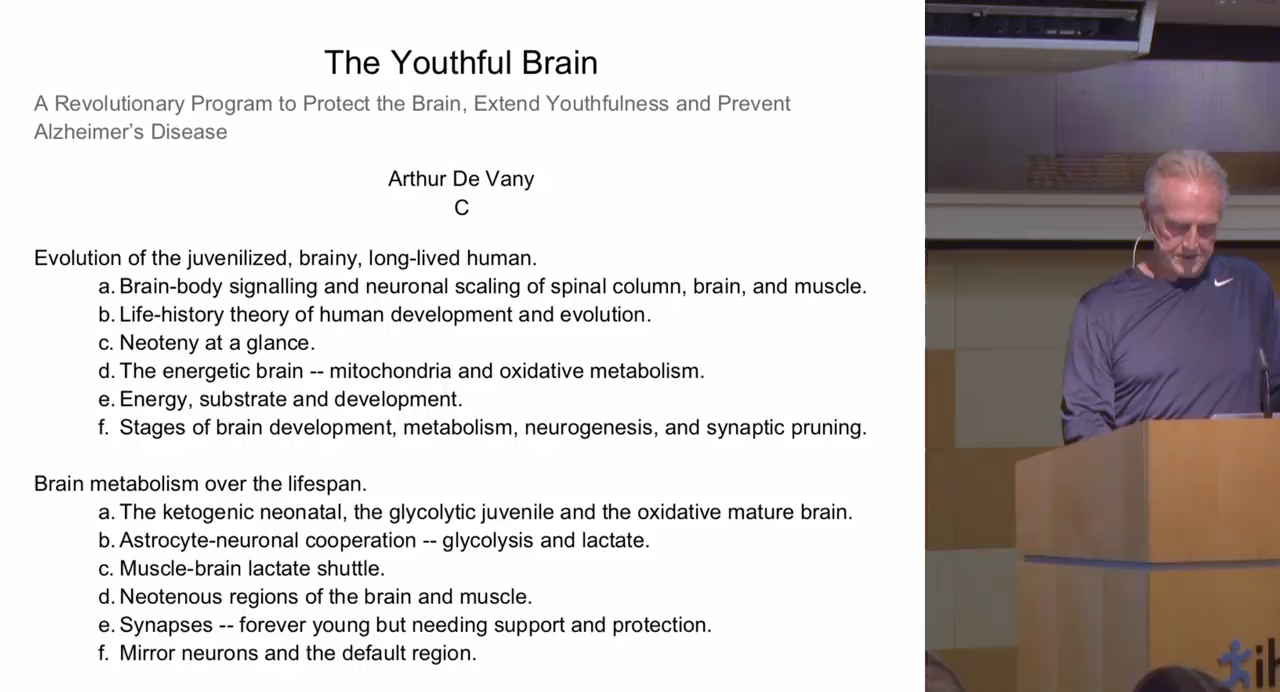 The Youthful Brain
A Revolutionary Program to Protect the Brain, Extend Youthfulness and Prevent
Alzheimer's Disease
Arthur De Vany
C
Evolution of the juvenilized, brainy, long-lived human.
a. Brain-body signalling and neuronal scaling of spinal column, brain, and muscle.
b. Life-history theory of human development and evolution.
c. Neoteny at a glance.
d. The energetic brain -- mitochondria and oxidative metabolism.
e. Energy, substrate and development.
f. Stages of brain development, metabolism, neurogenesis, and synaptic pruning.
Brain metabolism over the lifespan.
a. The ketogenic neonatal, the glycolytic juvenile and the oxidative mature brain.
b. Astrocyte-neuronal cooperation -- glycolysis and lactate.
c. Muscle-brain lactate shuttle.
d. Neotenous regions of the brain and muscle.
e. Synapses -- forever young but needing support and protection.
f. Mirror neurons and the default region.